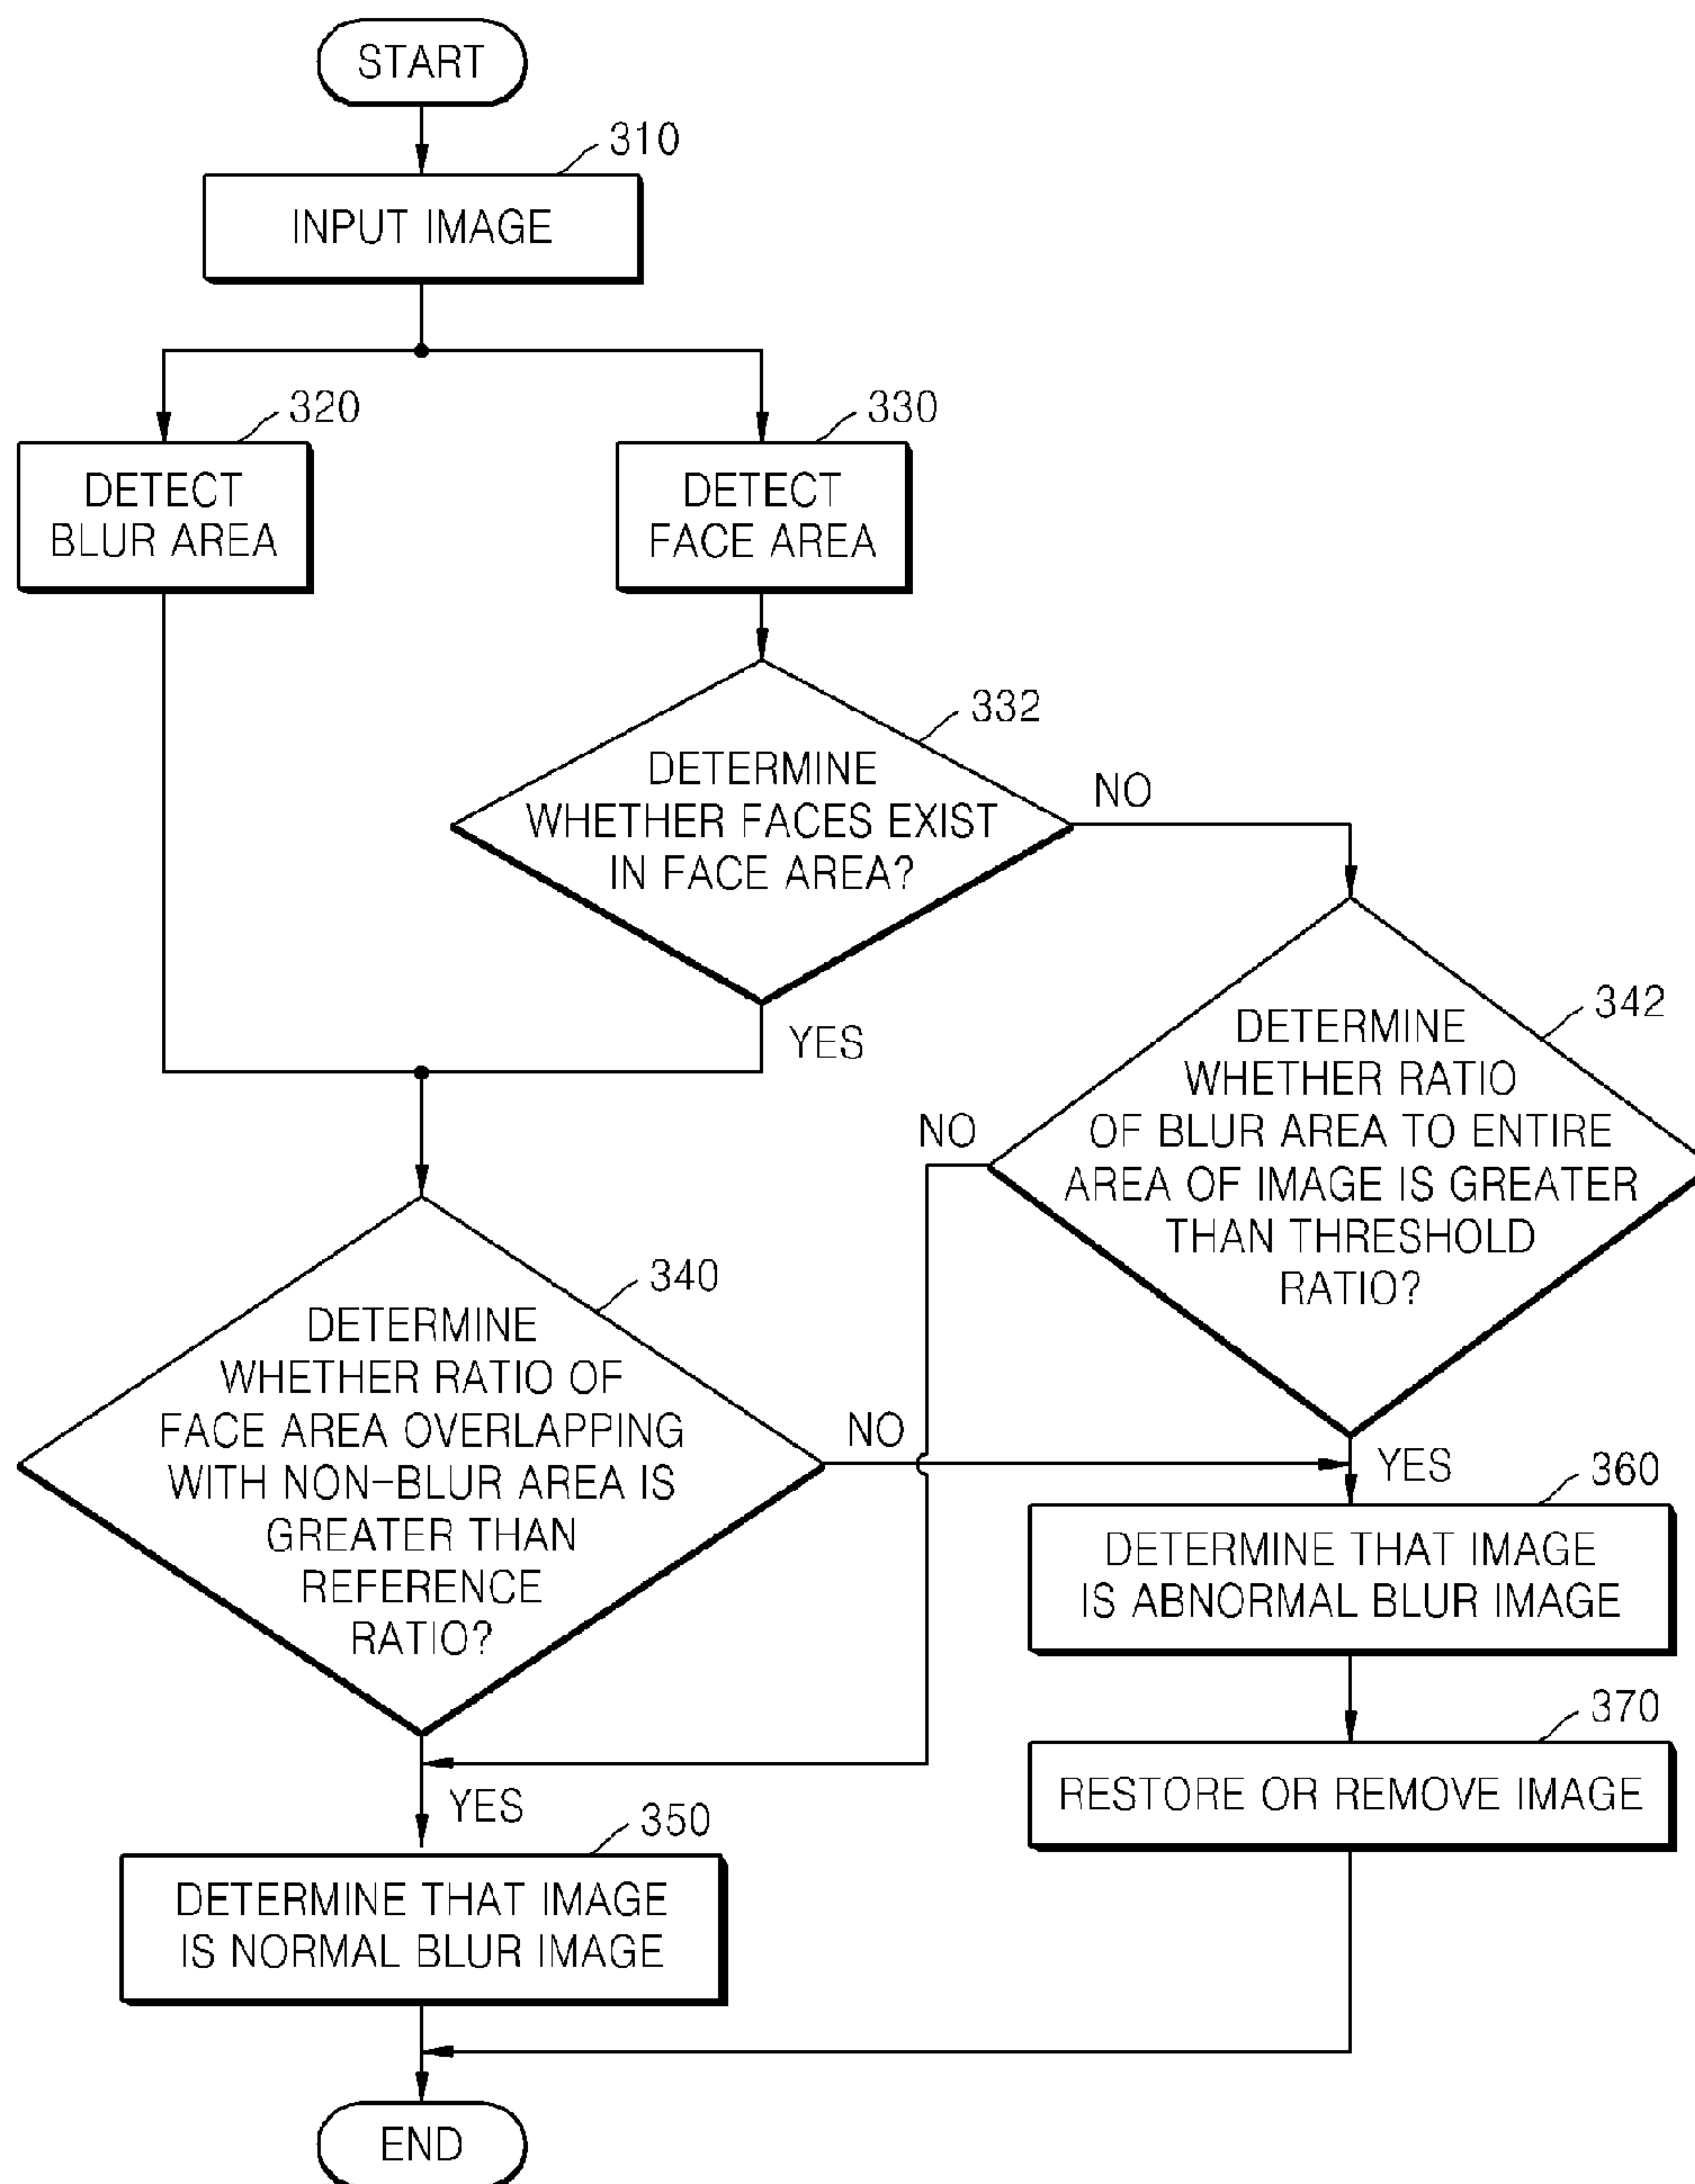 START
310
INPUT IMAGE
320
330
DETECT
BLUR AREA
DETECT
FACE AREA
332
DETERMINE
WHETHER FACES EXIST
IN FACE AREA?
NO
YES
342
DETERMINE
WHETHER RATIO
OF BLUR AREA TO ENTIRE
AREA OF IMAGE IS GREATER
THAN THRESHOLD
RATIO?
NO
YES
340
DETERMINE
WHETHER RATIO OF
FACE AREA OVERLAPPING
WITH NON-BLUR AREA IS
GREATER THAN
REFERENCE
RATIO?
NO
YES
360
DETERMINE THAT IMAGE
IS ABNORMAL BLUR IMAGE
370
RESTORE OR REMOVE IMAGE
350
DETERMINE THAT IMAGE
IS NORMAL BLUR IMAGE
END